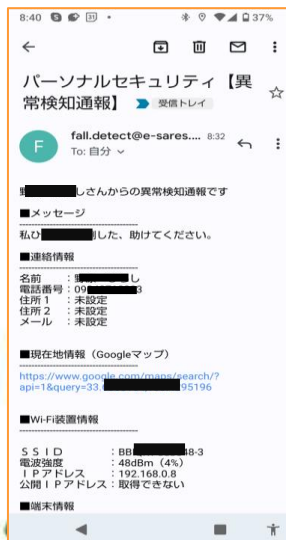 8:40 31 37%
パーソナルセキュリティ【異
常検知通報】 受信トレイ
F fall.detect@e-sares.... 8:32
To: 自分
しさんからの異常検知通報です
■メッセージ
私ひ した、助けてください。
■連絡情報
名前 : し
電話番号:09
住所1 :未設定
住所2 :未設定
メール :未設定
■現在地情報(Googleマップ)
https://www.google.com/maps/search/?
api=1&query=33. 95196
■Wi-Fi装置情報
SSID :BB 48-3
電波強度 :48dBm(4%)
IPアドレス:192.168.0.8
公開IPアドレス:取得できない
■端末情報